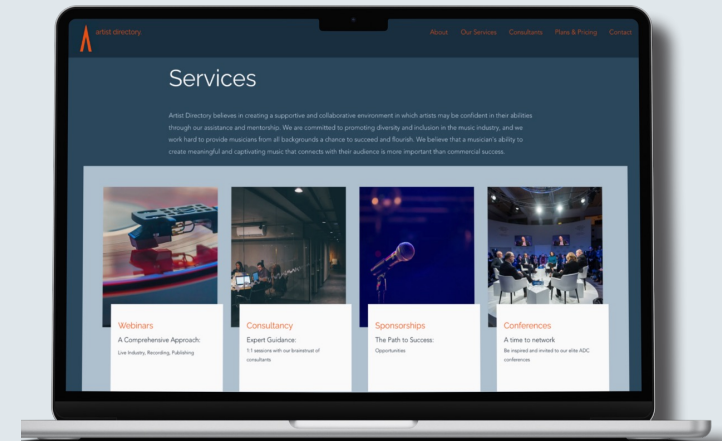 artist directory
About Our Services Consultants Plans & Pricing Contact
Services
Artist Directory believes in creating a supportive and collaborative environment in which artists may be confident in their abilities
through our assistance and mentorship. We are committed to promoting diversity and inclusion in the music industry, and we
work hard to provide musicians from all backgrounds a chance to succeed and flourish. We believe that a musician's ability to
create meaningful and captivating music that connects with their audience is more important than commercial success.
Webinars
A Comprehensive Approach:
Live Industry, Recording, Publishing
Consultancy
Expert Guidance:
1:1 sessions with our brainstrust of
consultants
Sponsorships
The Path to Success:
Opportunities
Conferences
A time to network
Be inspired and invited to our elite ADC
conferences